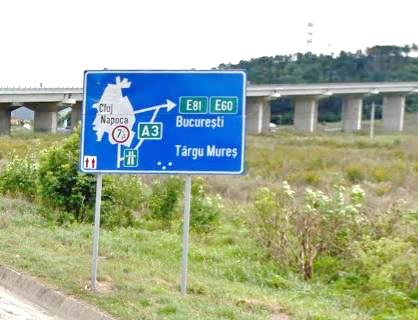 E81 E60
Cluj
Napoca
A3
București
Târgu Mureș